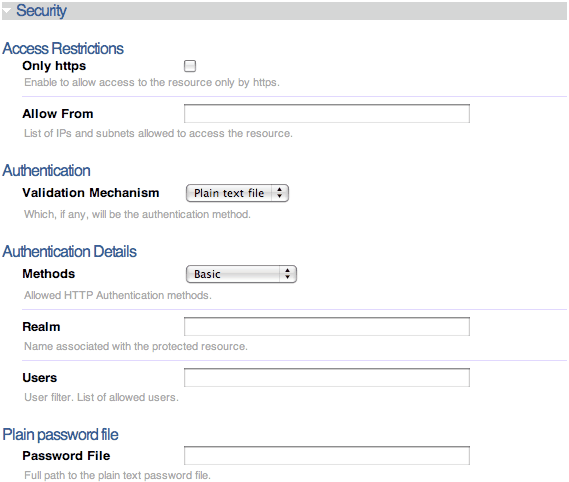 Security
Access Restrictions
Only https
Enable to allow access to the resource only by https.
Allow From
List of IPs and subnets allowed to access the resource.
Authentication
Validation Mechanism Plain text file
Which, if any, will be the authentication method.
Authentication Details
Methods Basic
Allowed HTTP Authentication methods.
Realm
Name associated with the protected resource.
Users
User filter. List of allowed users.
Plain password file
Password File
Full path to the plain text password file.